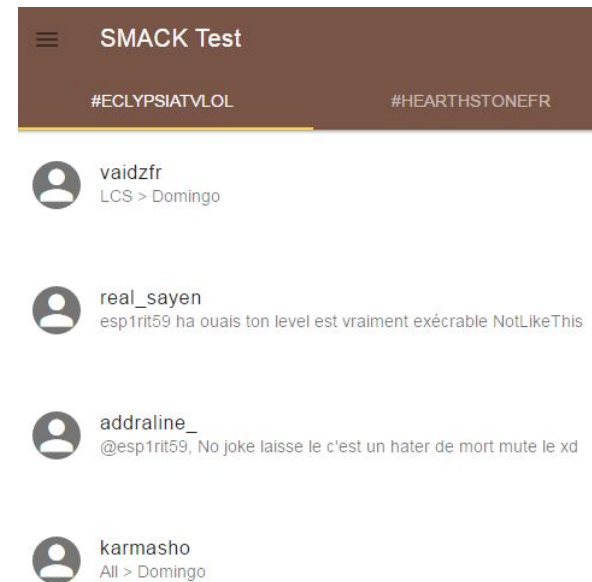 SMACK Test
#ECLYPSIATVLOL #HEARTHSTONEFR
vaidzfr
LCS > Domingo
real_sayen
esp1rit59 ha ouais ton level est vraiment exécrable NotLikeThis
addraline_
@esp1rit59, No joke laisse le c'est un hater de mort mute le xd
karmasho
All > Domingo